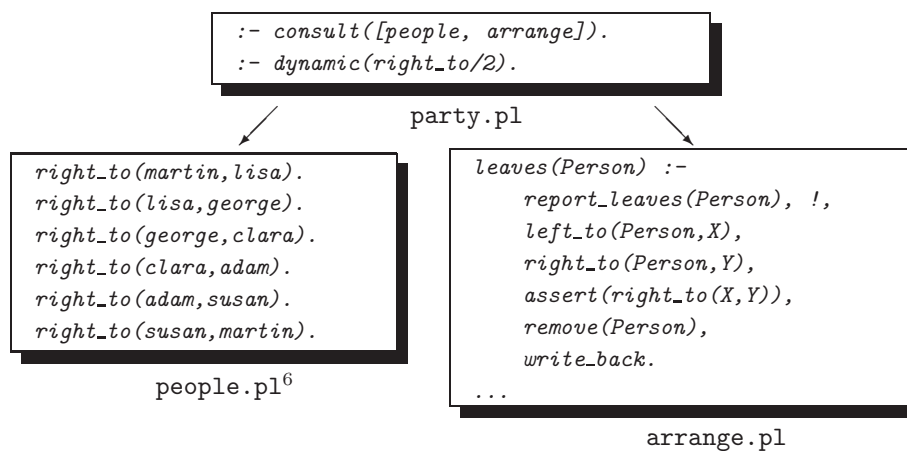 :- consult([people, arrange]).
:- dynamic(right_to/2).
party.pl
right_to(martin,lisa).
right_to(lisa,george).
right_to(george,clara).
right_to(clara,adam).
right_to(adam,susan).
right_to(susan,martin).
people.pl6
leaves(Person) :-
report_leaves(Person), !,
left_to(Person,X),
right_to(Person,Y),
assert(right_to(X,Y)),
remove(Person),
write_back.
...
arrange.pl